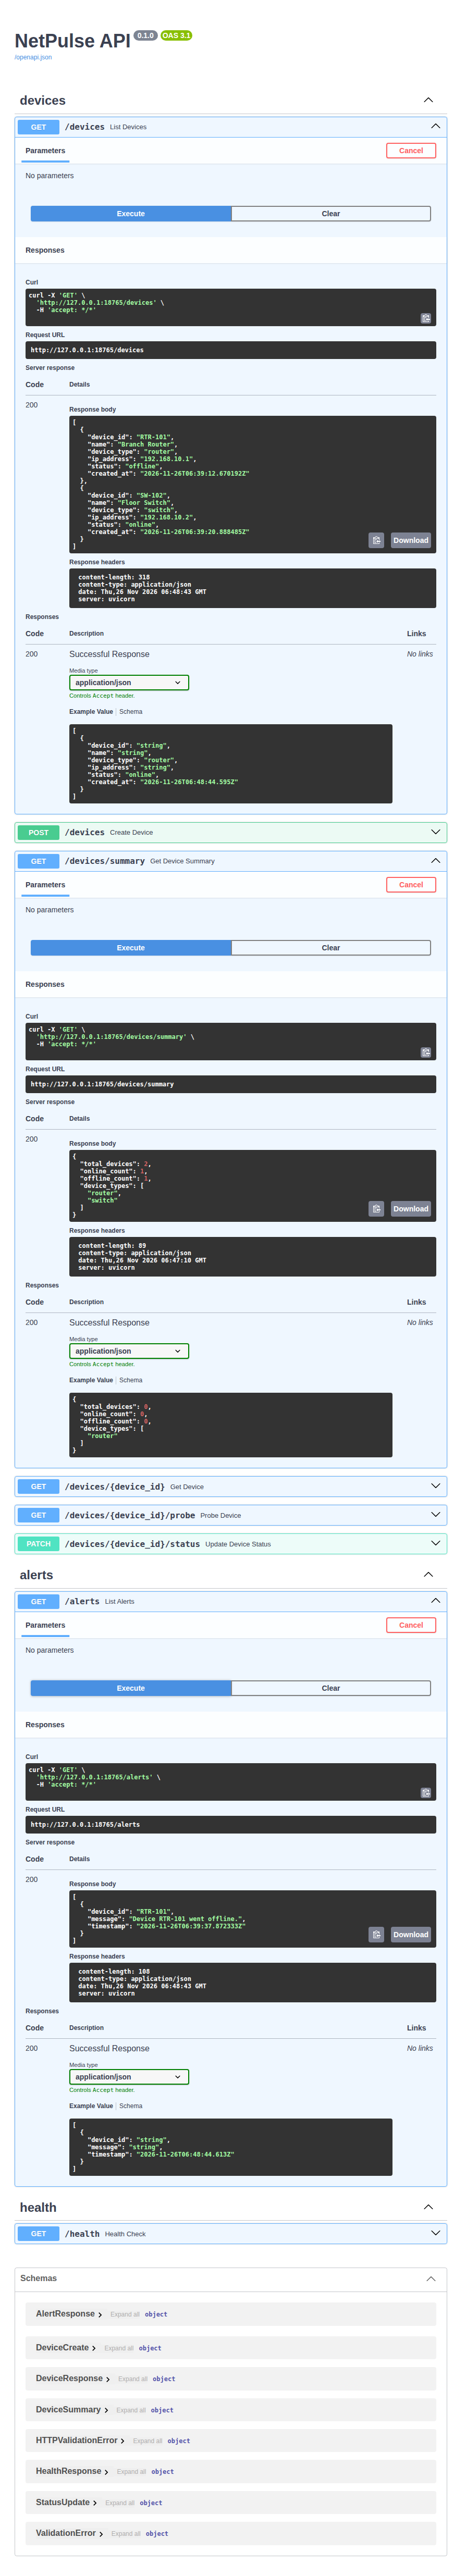 NetPulse API 0.1.0 OAS 3.1
/openapi.json
devices
GET /devices List Devices
Parameters Cancel
No parameters
Execute Clear
Responses
Curl
curl -X 'GET' \
'http://127.0.0.1:18765/devices' \
-H 'accept: */*'
Request URL
http://127.0.0.1:18765/devices
Server response
Code Details
200
Response body
[
{
"device_id": "RTR-101",
"name": "Branch Router",
"device_type": "router",
"ip_address": "192.168.10.1",
"status": "offline",
"created_at": "2026-11-26T06:39:12.670192Z"
},
{
"device_id": "SW-102",
"name": "Floor Switch",
"device_type": "switch",
"ip_address": "192.168.10.2",
"status": "online",
"created_at": "2026-11-26T06:39:20.888485Z"
}
]
Download
Response headers
content-length: 318
content-type: application/json
date: Thu,26 Nov 2026 06:48:43 GMT
server: uvicorn
Responses
Code Description Links
200 Successful Response No links
Media type
application/json
Controls Accept header.
Example Value Schema
[
{
"device_id": "string",
"name": "string",
"device_type": "router",
"ip_address": "string",
"status": "online",
"created_at": "2026-11-26T06:48:44.595Z"
}
]
POST /devices Create Device
GET /devices/summary Get Device Summary
Parameters Cancel
No parameters
Execute Clear
Responses
Curl
curl -X 'GET' \
'http://127.0.0.1:18765/devices/summary' \
-H 'accept: */*'
Request URL
http://127.0.0.1:18765/devices/summary
Server response
Code Details
200
Response body
{
"total_devices": 2,
"online_count": 1,
"offline_count": 1,
"device_types": [
"router",
"switch"
]
}
Download
Response headers
content-length: 89
content-type: application/json
date: Thu,26 Nov 2026 06:47:10 GMT
server: uvicorn
Responses
Code Description Links
200 Successful Response No links
Media type
application/json
Controls Accept header.
Example Value Schema
{
"total_devices": 0,
"online_count": 0,
"offline_count": 0,
"device_types": [
"router"
]
}
GET /devices/{device_id} Get Device
GET /devices/{device_id}/probe Probe Device
PATCH /devices/{device_id}/status Update Device Status
alerts
GET /alerts List Alerts
Parameters Cancel
No parameters
Execute Clear
Responses
Curl
curl -X 'GET' \
'http://127.0.0.1:18765/alerts' \
-H 'accept: */*'
Request URL
http://127.0.0.1:18765/alerts
Server response
Code Details
200
Response body
[
{
"device_id": "RTR-101",
"message": "Device RTR-101 went offline.",
"timestamp": "2026-11-26T06:39:37.872333Z"
}
]
Download
Response headers
content-length: 108
content-type: application/json
date: Thu,26 Nov 2026 06:48:43 GMT
server: uvicorn
Responses
Code Description Links
200 Successful Response No links
Media type
application/json
Controls Accept header.
Example Value Schema
[
{
"device_id": "string",
"message": "string",
"timestamp": "2026-11-26T06:48:44.613Z"
}
]
health
GET /health Health Check
Schemas
AlertResponse Expand all object
DeviceCreate Expand all object
DeviceResponse Expand all object
DeviceSummary Expand all object
HTTPValidationError Expand all object
HealthResponse Expand all object
StatusUpdate Expand all object
ValidationError Expand all object